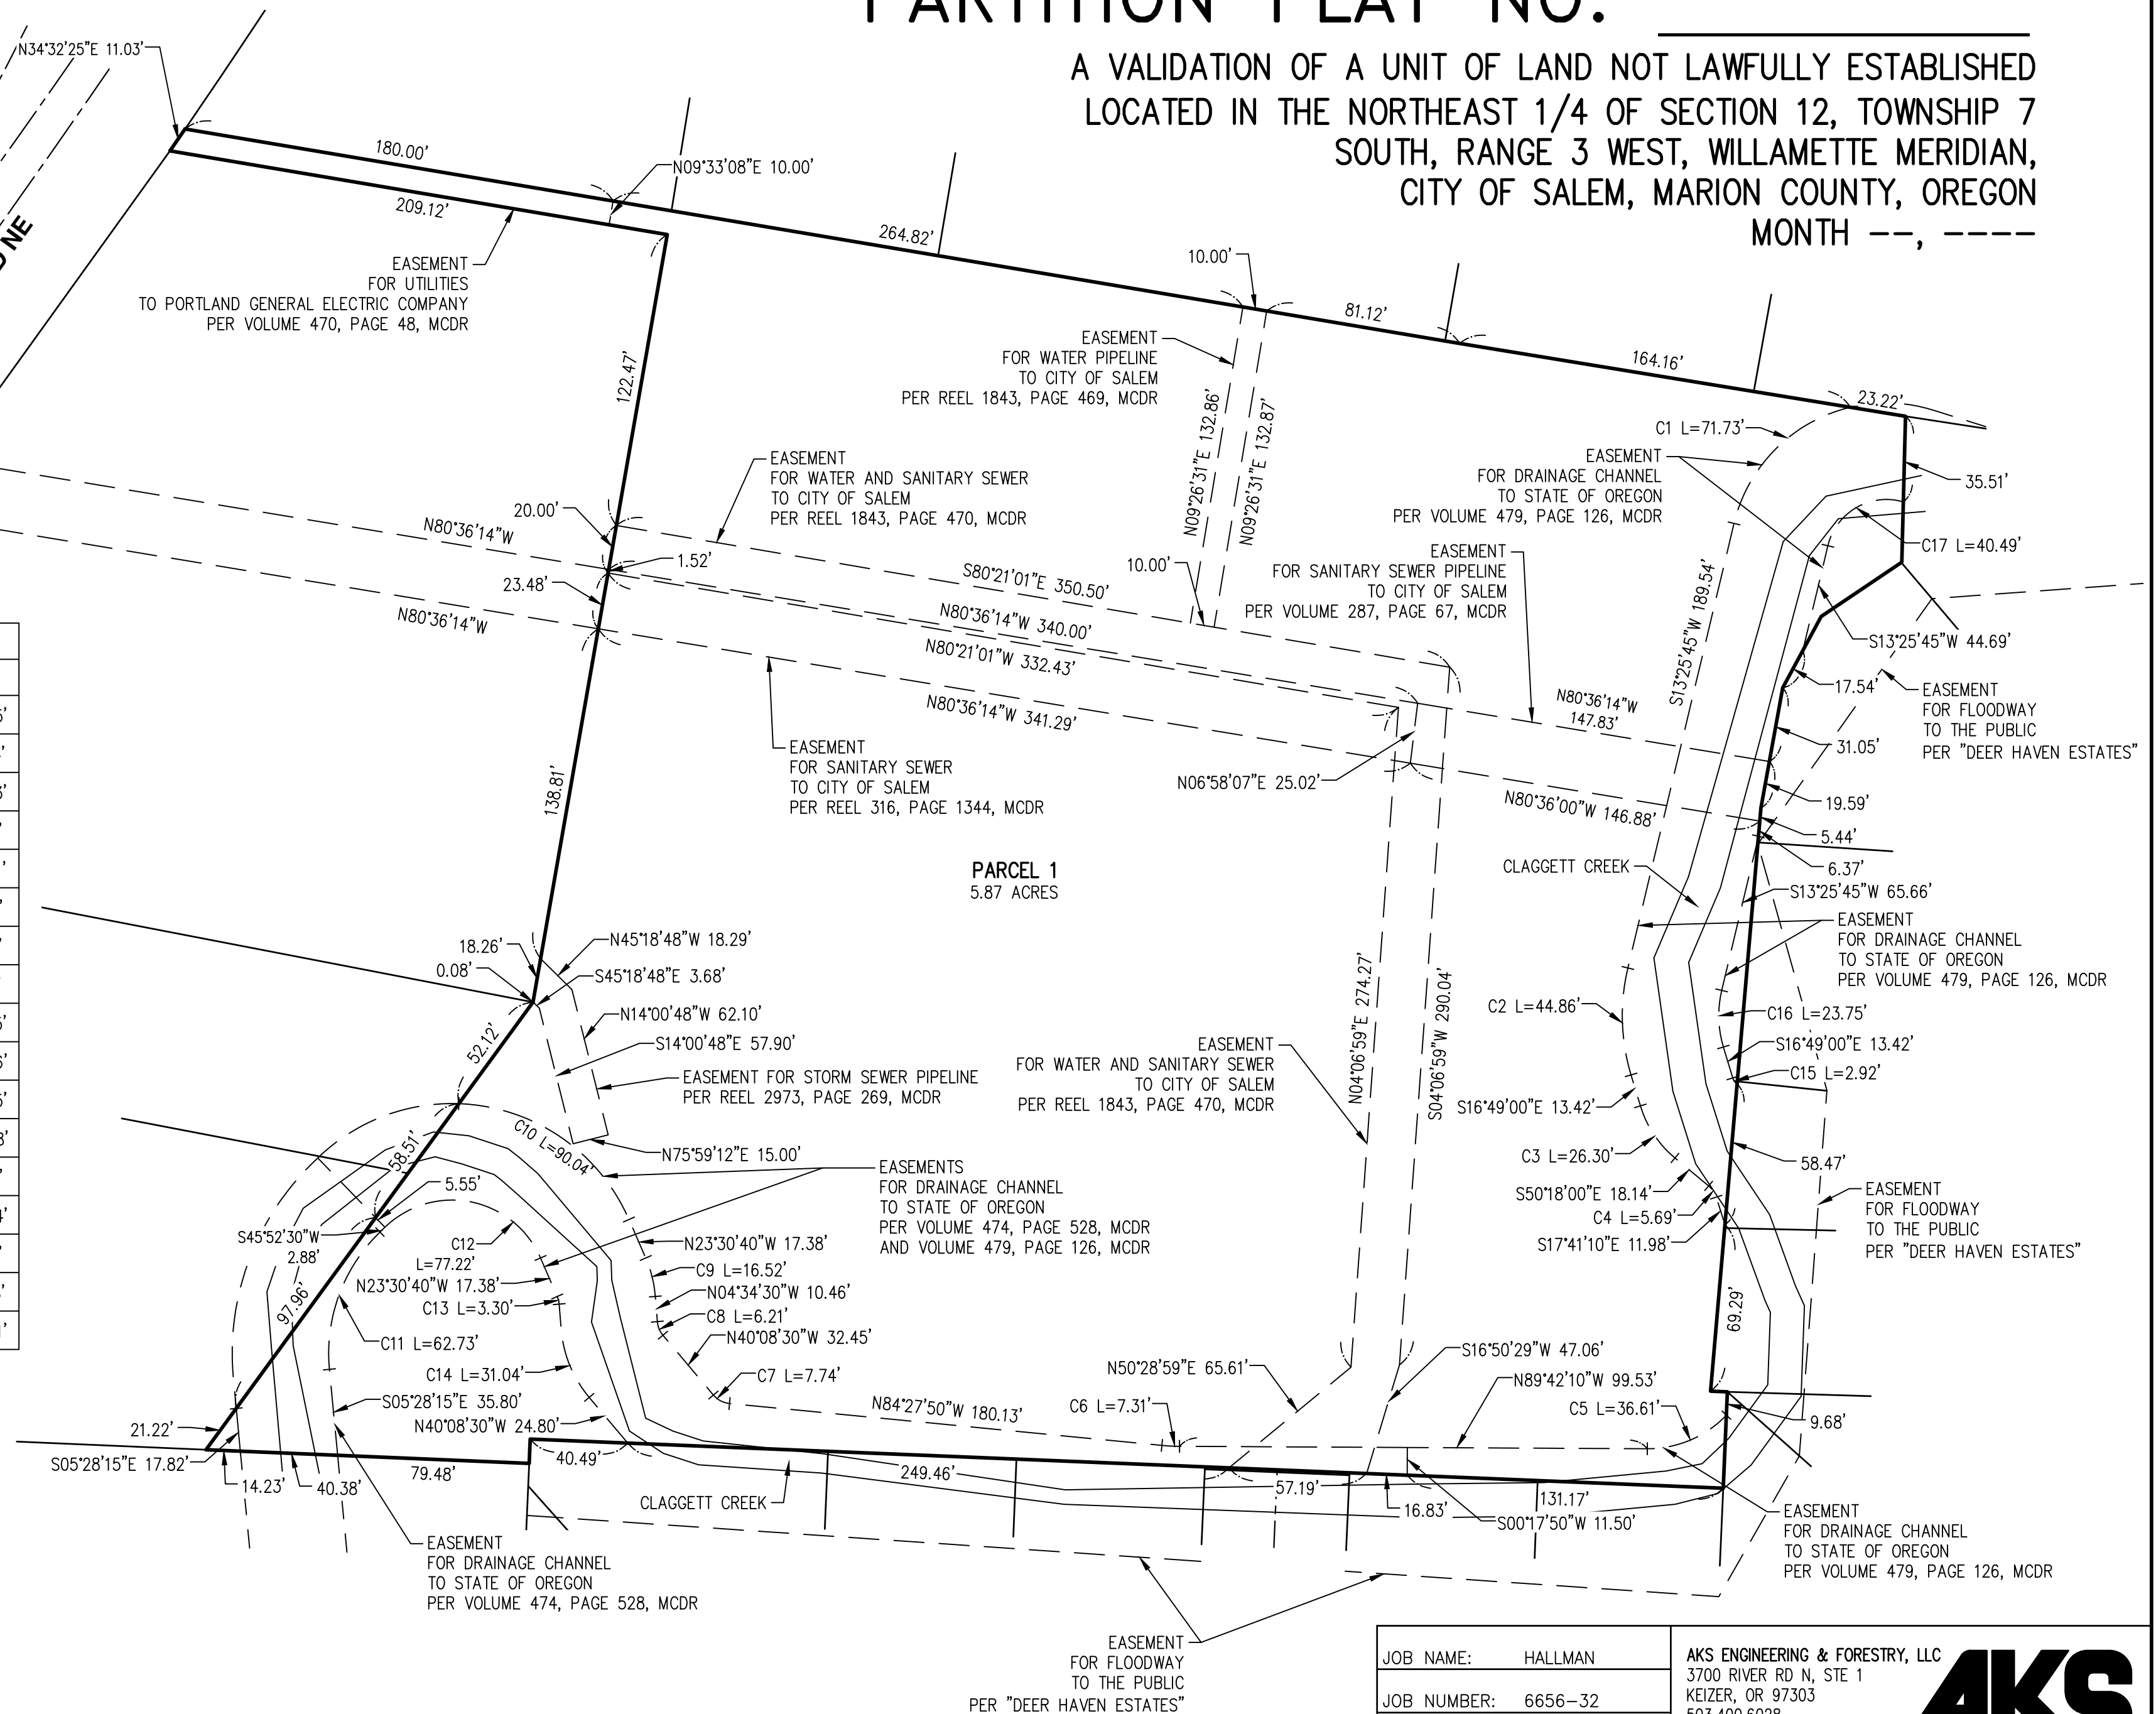 PARTITION PLAT NO.
A VALIDATION OF A UNIT OF LAND NOT LAWFULLY ESTABLISHED
LOCATED IN THE NORTHEAST 1/4 OF SECTION 12, TOWNSHIP 7
SOUTH, RANGE 3 WEST, WILLAMETTE MERIDIAN,
CITY OF SALEM, MARION COUNTY, OREGON
MONTH --, ----
N34°32'25"E 11.03'
180.00'
N09°33'08"E 10.00'
209.12'
264.82'
10.00'
81.12'
164.16'
23.22'
EASEMENT
FOR UTILITIES
TO PORTLAND GENERAL ELECTRIC COMPANY
PER VOLUME 470, PAGE 48, MCDR
NE
122.47'
EASEMENT
FOR WATER PIPELINE
TO CITY OF SALEM
PER REEL 1843, PAGE 469, MCDR
N09°26'31"E 132.86'
N09°26'31"E 132.87'
C1 L=71.73'
EASEMENT
FOR DRAINAGE CHANNEL
TO STATE OF OREGON
PER VOLUME 479, PAGE 126, MCDR
35.51'
C17 L=40.49'
EASEMENT
FOR WATER AND SANITARY SEWER
TO CITY OF SALEM
PER REEL 1843, PAGE 470, MCDR
20.00'
N80°36'14"W
1.52'
23.48'
N80°36'14"W
10.00'
EASEMENT
FOR SANITARY SEWER PIPELINE
TO CITY OF SALEM
PER VOLUME 287, PAGE 67, MCDR
S80°21'01"E 350.50'
N80°36'14"W 340.00'
N80°21'01"W 332.43'
N80°36'14"W 341.29'
S13°25'45"W 189.54'
S13°25'45"W 44.69'
17.54'
EASEMENT
FOR FLOODWAY
TO THE PUBLIC
PER "DEER HAVEN ESTATES"
N80°36'14"W
147.83'
31.05'
EASEMENT
FOR SANITARY SEWER
TO CITY OF SALEM
PER REEL 316, PAGE 1344, MCDR
N06°58'07"E 25.02'
N80°36'00"W 146.88'
19.59'
5.44'
6.37'
138.81'
PARCEL 1
5.87 ACRES
CLAGGETT CREEK
S13°25'45"W 65.66'
EASEMENT
FOR DRAINAGE CHANNEL
TO STATE OF OREGON
PER VOLUME 479, PAGE 126, MCDR
18.26'
0.08'
N45°18'48"W 18.29'
S45°18'48"E 3.68'
N14°00'48"W 62.10'
S14°00'48"E 57.90'
EASEMENT FOR STORM SEWER PIPELINE
PER REEL 2973, PAGE 269, MCDR
N75°59'12"E 15.00'
52.12'
N04°06'59"E 274.27'
S04°06'59"W 290.04'
EASEMENT
FOR WATER AND SANITARY SEWER
TO CITY OF SALEM
PER REEL 1843, PAGE 470, MCDR
C2 L=44.86'
C16 L=23.75'
S16°49'00"E 13.42'
C15 L=2.92'
S16°49'00"E 13.42'
C3 L=26.30'
58.47'
S50°18'00"E 18.14'
C4 L=5.69'
S17°41'10"E 11.98'
EASEMENT
FOR FLOODWAY
TO THE PUBLIC
PER "DEER HAVEN ESTATES"
C10 L=90.04'
58.51'
5.55'
EASEMENTS
FOR DRAINAGE CHANNEL
TO STATE OF OREGON
PER VOLUME 474, PAGE 528, MCDR
AND VOLUME 479, PAGE 126, MCDR
S45°52'30"W
2.88'
C12
L=77.22'
N23°30'40"W 17.38'
N23°30'40"W 17.38'
C9 L=16.52'
N04°34'30"W 10.46'
C13 L=3.30'
C8 L=6.21'
N40°08'30"W 32.45'
97.96'
C11 L=62.73'
C14 L=31.04'
C7 L=7.74'
69.29'
S16°50'29"W 47.06'
N50°28'59"E 65.61'
N89°42'10"W 99.53'
S05°28'15"E 35.80'
N40°08'30"W 24.80'
N84°27'50"W 180.13'
C6 L=7.31'
C5 L=36.61'
9.68'
21.22'
S05°28'15"E 17.82'
14.23'
40.38'
79.48'
40.49'
249.46'
57.19'
16.83'
131.17'
S00°17'50"W 11.50'
CLAGGETT CREEK
EASEMENT
FOR DRAINAGE CHANNEL
TO STATE OF OREGON
PER VOLUME 474, PAGE 528, MCDR
EASEMENT
FOR DRAINAGE CHANNEL
TO STATE OF OREGON
PER VOLUME 479, PAGE 126, MCDR
EASEMENT
FOR FLOODWAY
TO THE PUBLIC
PER "DEER HAVEN ESTATES"
JOB NAME: HALLMAN
JOB NUMBER: 6656-32
AKS ENGINEERING & FORESTRY, LLC
3700 RIVER RD N, STE 1
KEIZER, OR 97303
503.400.6028
AKS